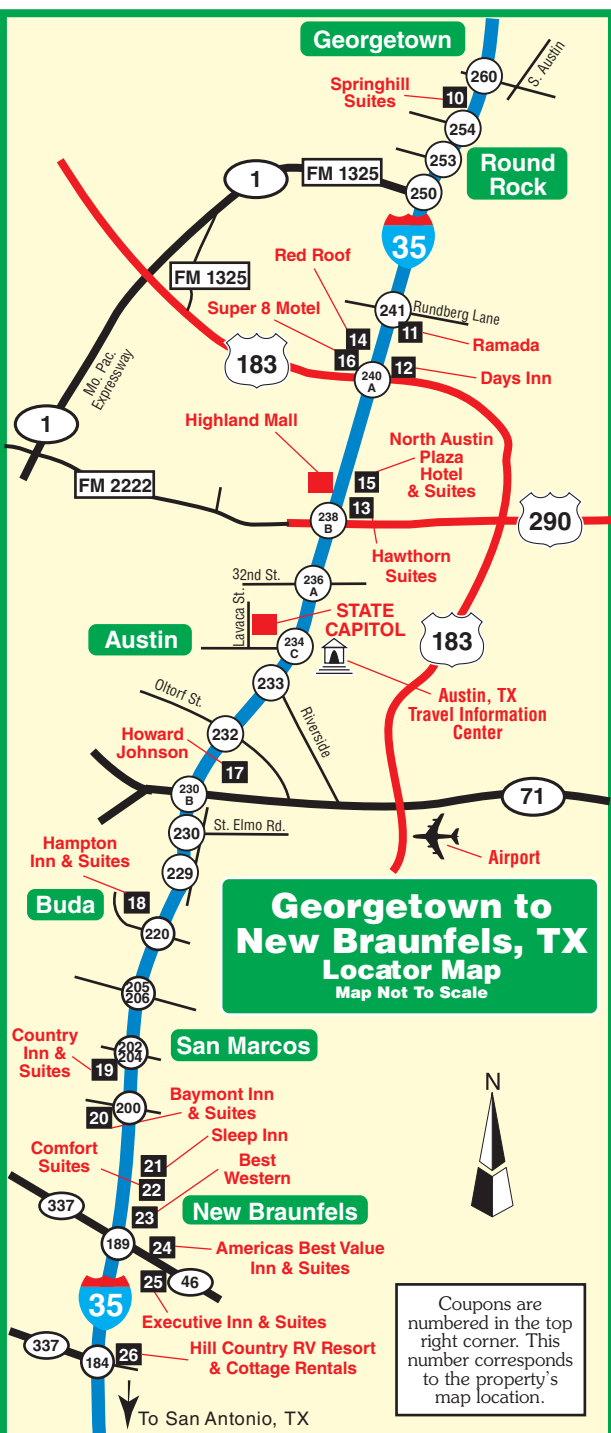 Georgetown
260
S. Austin
Springhill
Suites
10
254
253
Round
Rock
1
FM 1325
250
35
FM 1325
Red Roof
241
Rundberg Lane
Super 8 Motel
14
11
Ramada
16
183
240
A
12
Days Inn
Mo. Pac.
Expressway
1
Highland Mall
North Austin
Plaza
Hotel
& Suites
15
FM 2222
13
238
B
290
Hawthorn
Suites
32nd St.
236
A
Lavaca St.
STATE
CAPITOL
Austin
234
C
183
233
Oltorf St.
Riverside
Austin, TX
Travel Information
Center
232
Howard
Johnson
17
230
B
71
230
St. Elmo Rd.
Airport
Hampton
Inn & Suites
229
18
Buda
220
Georgetown to
New Braunfels, TX
Locator Map
Map Not To Scale
205
206
Country
Inn &
Suites
202
204
San Marcos
19
Baymont Inn
& Suites
200
20
Sleep Inn
21
Comfort
Suites
22
Best
Western
337
23
New Braunfels
N
189
24
Americas Best Value
Inn & Suites
46
25
35
Executive Inn & Suites
337
184
26
Hill Country RV Resort
& Cottage Rentals
To San Antonio, TX
Coupons are
numbered in the top
right corner. This
number corresponds
to the property's
map location.